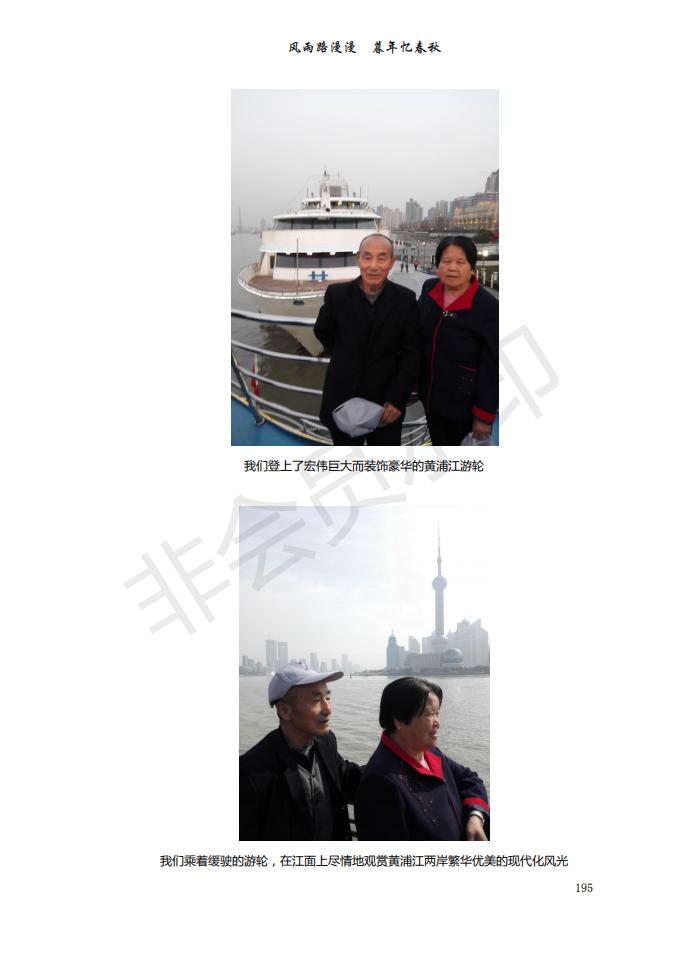 风雨路漫漫 暮年忆春秋
我们登上了宏伟巨大而装饰豪华的黄浦江游轮
非会员水印
我们乘着缓驶的游轮，在江面上尽情地观赏黄浦江两岸繁华优美的现代化风光
195